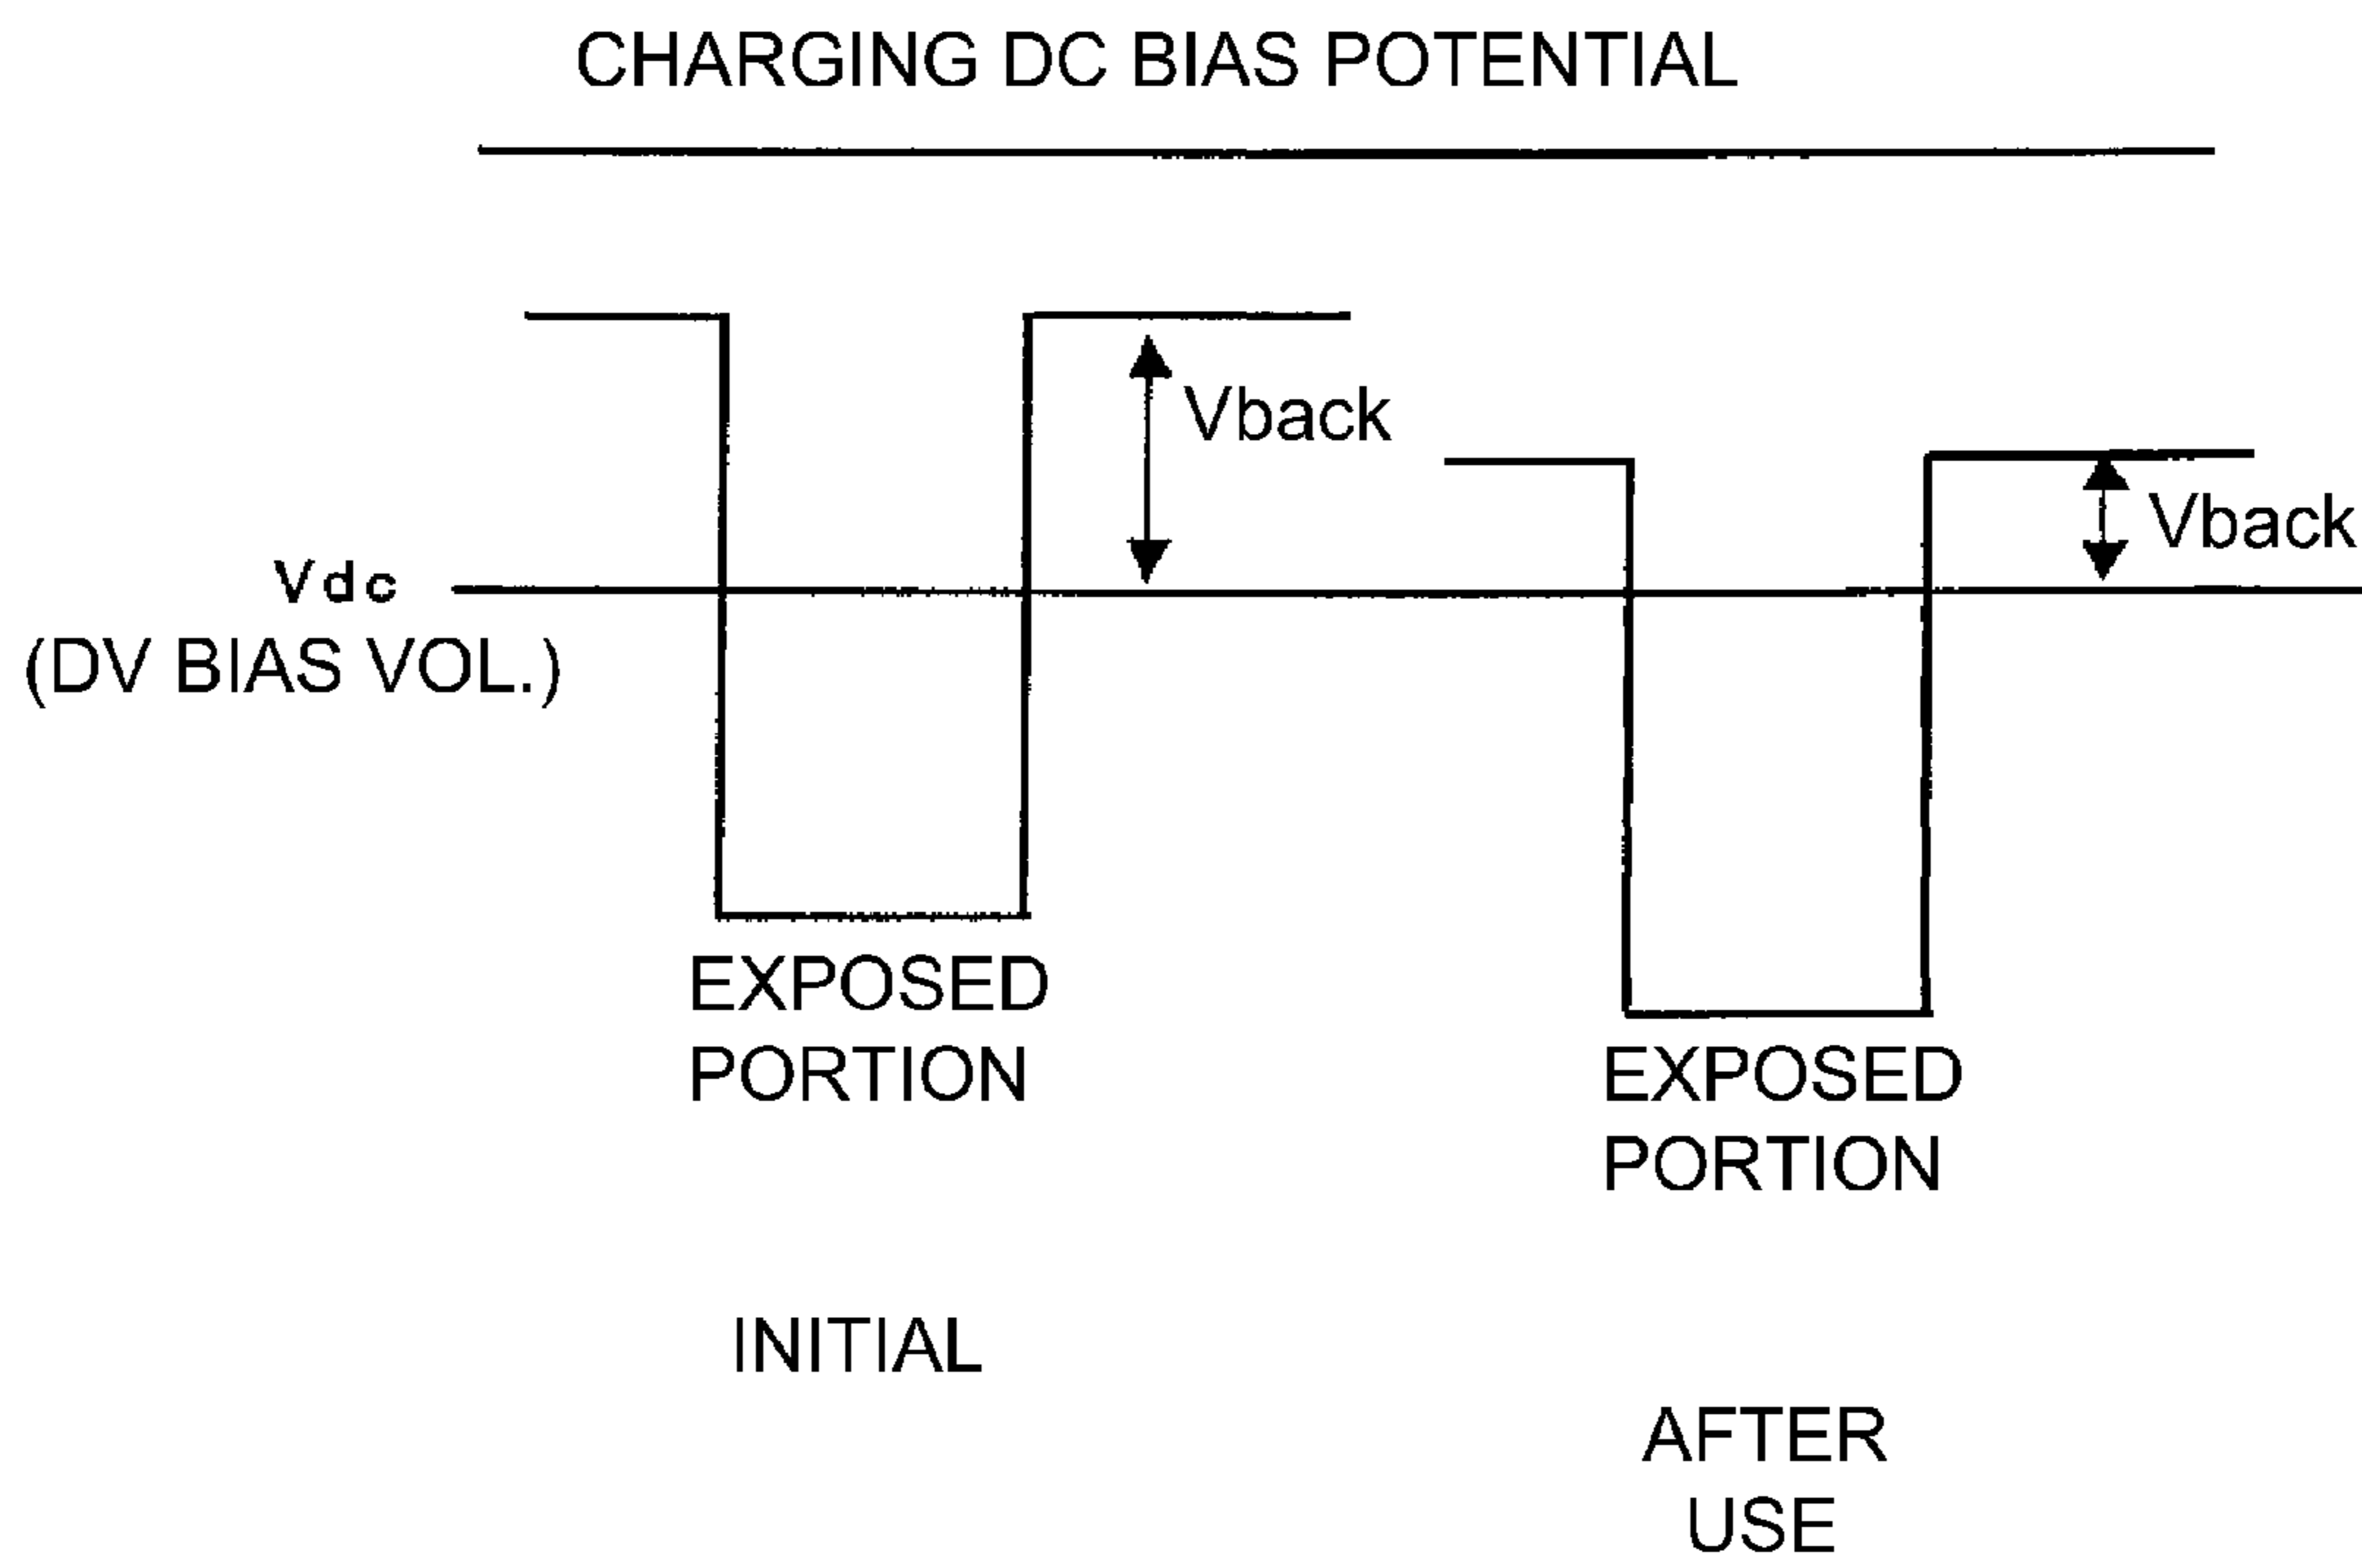 CHARGING DC BIAS POTENTIAL
Vback
Vback
Vdc
(DV BIAS VOL.)
EXPOSED
PORTION
EXPOSED
PORTION
INITIAL
AFTER
USE